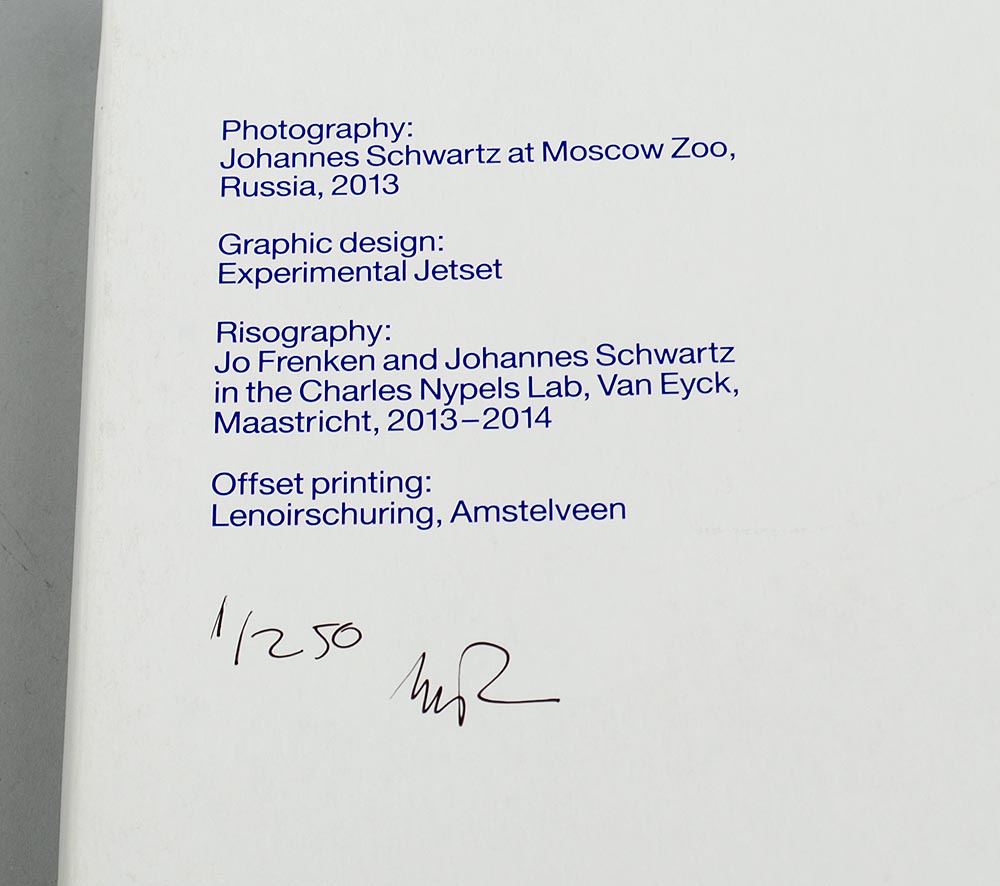 Photography:
Johannes Schwartz at Moscow Zoo,
Russia, 2013
Graphic design:
Experimental Jetset
Risography:
Jo Frenken and Johannes Schwartz
in the Charles Nypels Lab, Van Eyck,
Maastricht, 2013–2014
Offset printing:
Lenoirschuring, Amstelveen
1/250